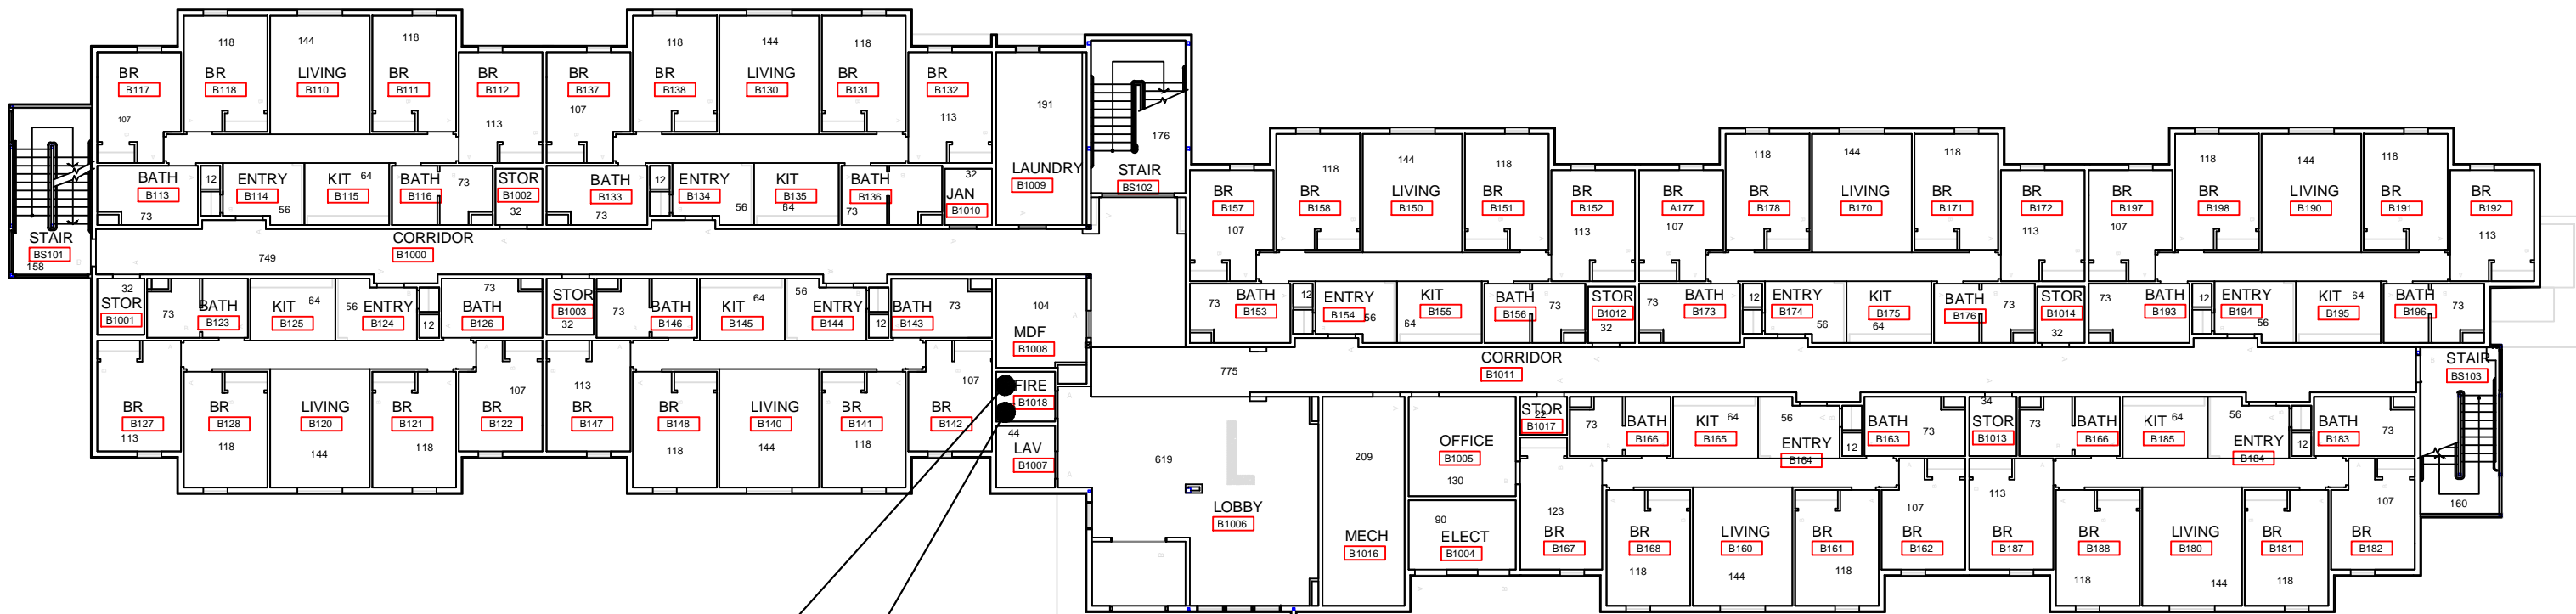 118
144
118
118
144
118
BR
B117
BR
B118
LIVING
B110
BR
B111
BR
B112
BR
B137
BR
B138
LIVING
B130
BR
B131
BR
B132
107
113
107
113
191
LAUNDRY
B1009
176
STAIR
BS102
BATH
B113
73
12
ENTRY
B114
56
KIT 64
B115
BATH
B116
73
STOR
B1002
32
BATH
B133
73
12
ENTRY
B134
56
KIT
B135
64
BATH
B136
73
32
JAN
B1010
STAIR
BS101
158
CORRIDOR
B1000
749
32
STOR
B1001
73
BATH
B123
KIT 64
B125
56 ENTRY
B124
12
73
BATH
B126
STOR
B1003
32
73
BATH
B146
KIT 64
B145
56
ENTRY
B144
12
BATH 73
B143
104
MDF
B1008
BR
B127
113
BR
B128
118
LIVING
B120
144
BR
B121
118
107
BR
B122
113
BR
B147
BR
B148
118
LIVING
B140
144
BR
B141
118
107
BR
B142
FIRE
B1018
44
LAV
B1007
118
144
118
118
144
118
118
144
118
BR
B157
107
BR
B158
LIVING
B150
BR
B151
BR
B152
113
BR
A177
107
BR
B178
LIVING
B170
BR
B171
BR
B172
113
BR
B197
107
BR
B198
LIVING
B190
BR
B191
BR
B192
113
73
BATH
B153
12
ENTRY
B154
56
KIT
B155
64
BATH
B156
73
STOR
B1012
32
73
BATH
B173
12
ENTRY
B174
56
KIT
B175
64
BATH
B176
73
STOR
B1014
32
73
BATH
B193
12
ENTRY
B194
56
KIT 64
B195
BATH
B196
73
775
CORRIDOR
B1011
STAIR
BS103
160
619
L
LOBBY
B1006
209
MECH
B1016
OFFICE
B1005
130
90
ELECT
B1004
STOR
22
B1017
73
BATH
B166
KIT 64
B165
56
ENTRY
B164
12
BATH
B163
73
34
STOR
B1013
73
BATH
B166
KIT 64
B185
56
ENTRY
B184
12
BATH
B183
73
123
BR
B167
BR
B168
118
LIVING
B160
144
BR
B161
118
107
BR
B162
113
BR
B187
BR
B188
118
LIVING
B180
144
BR
B181
118
107
BR
B182